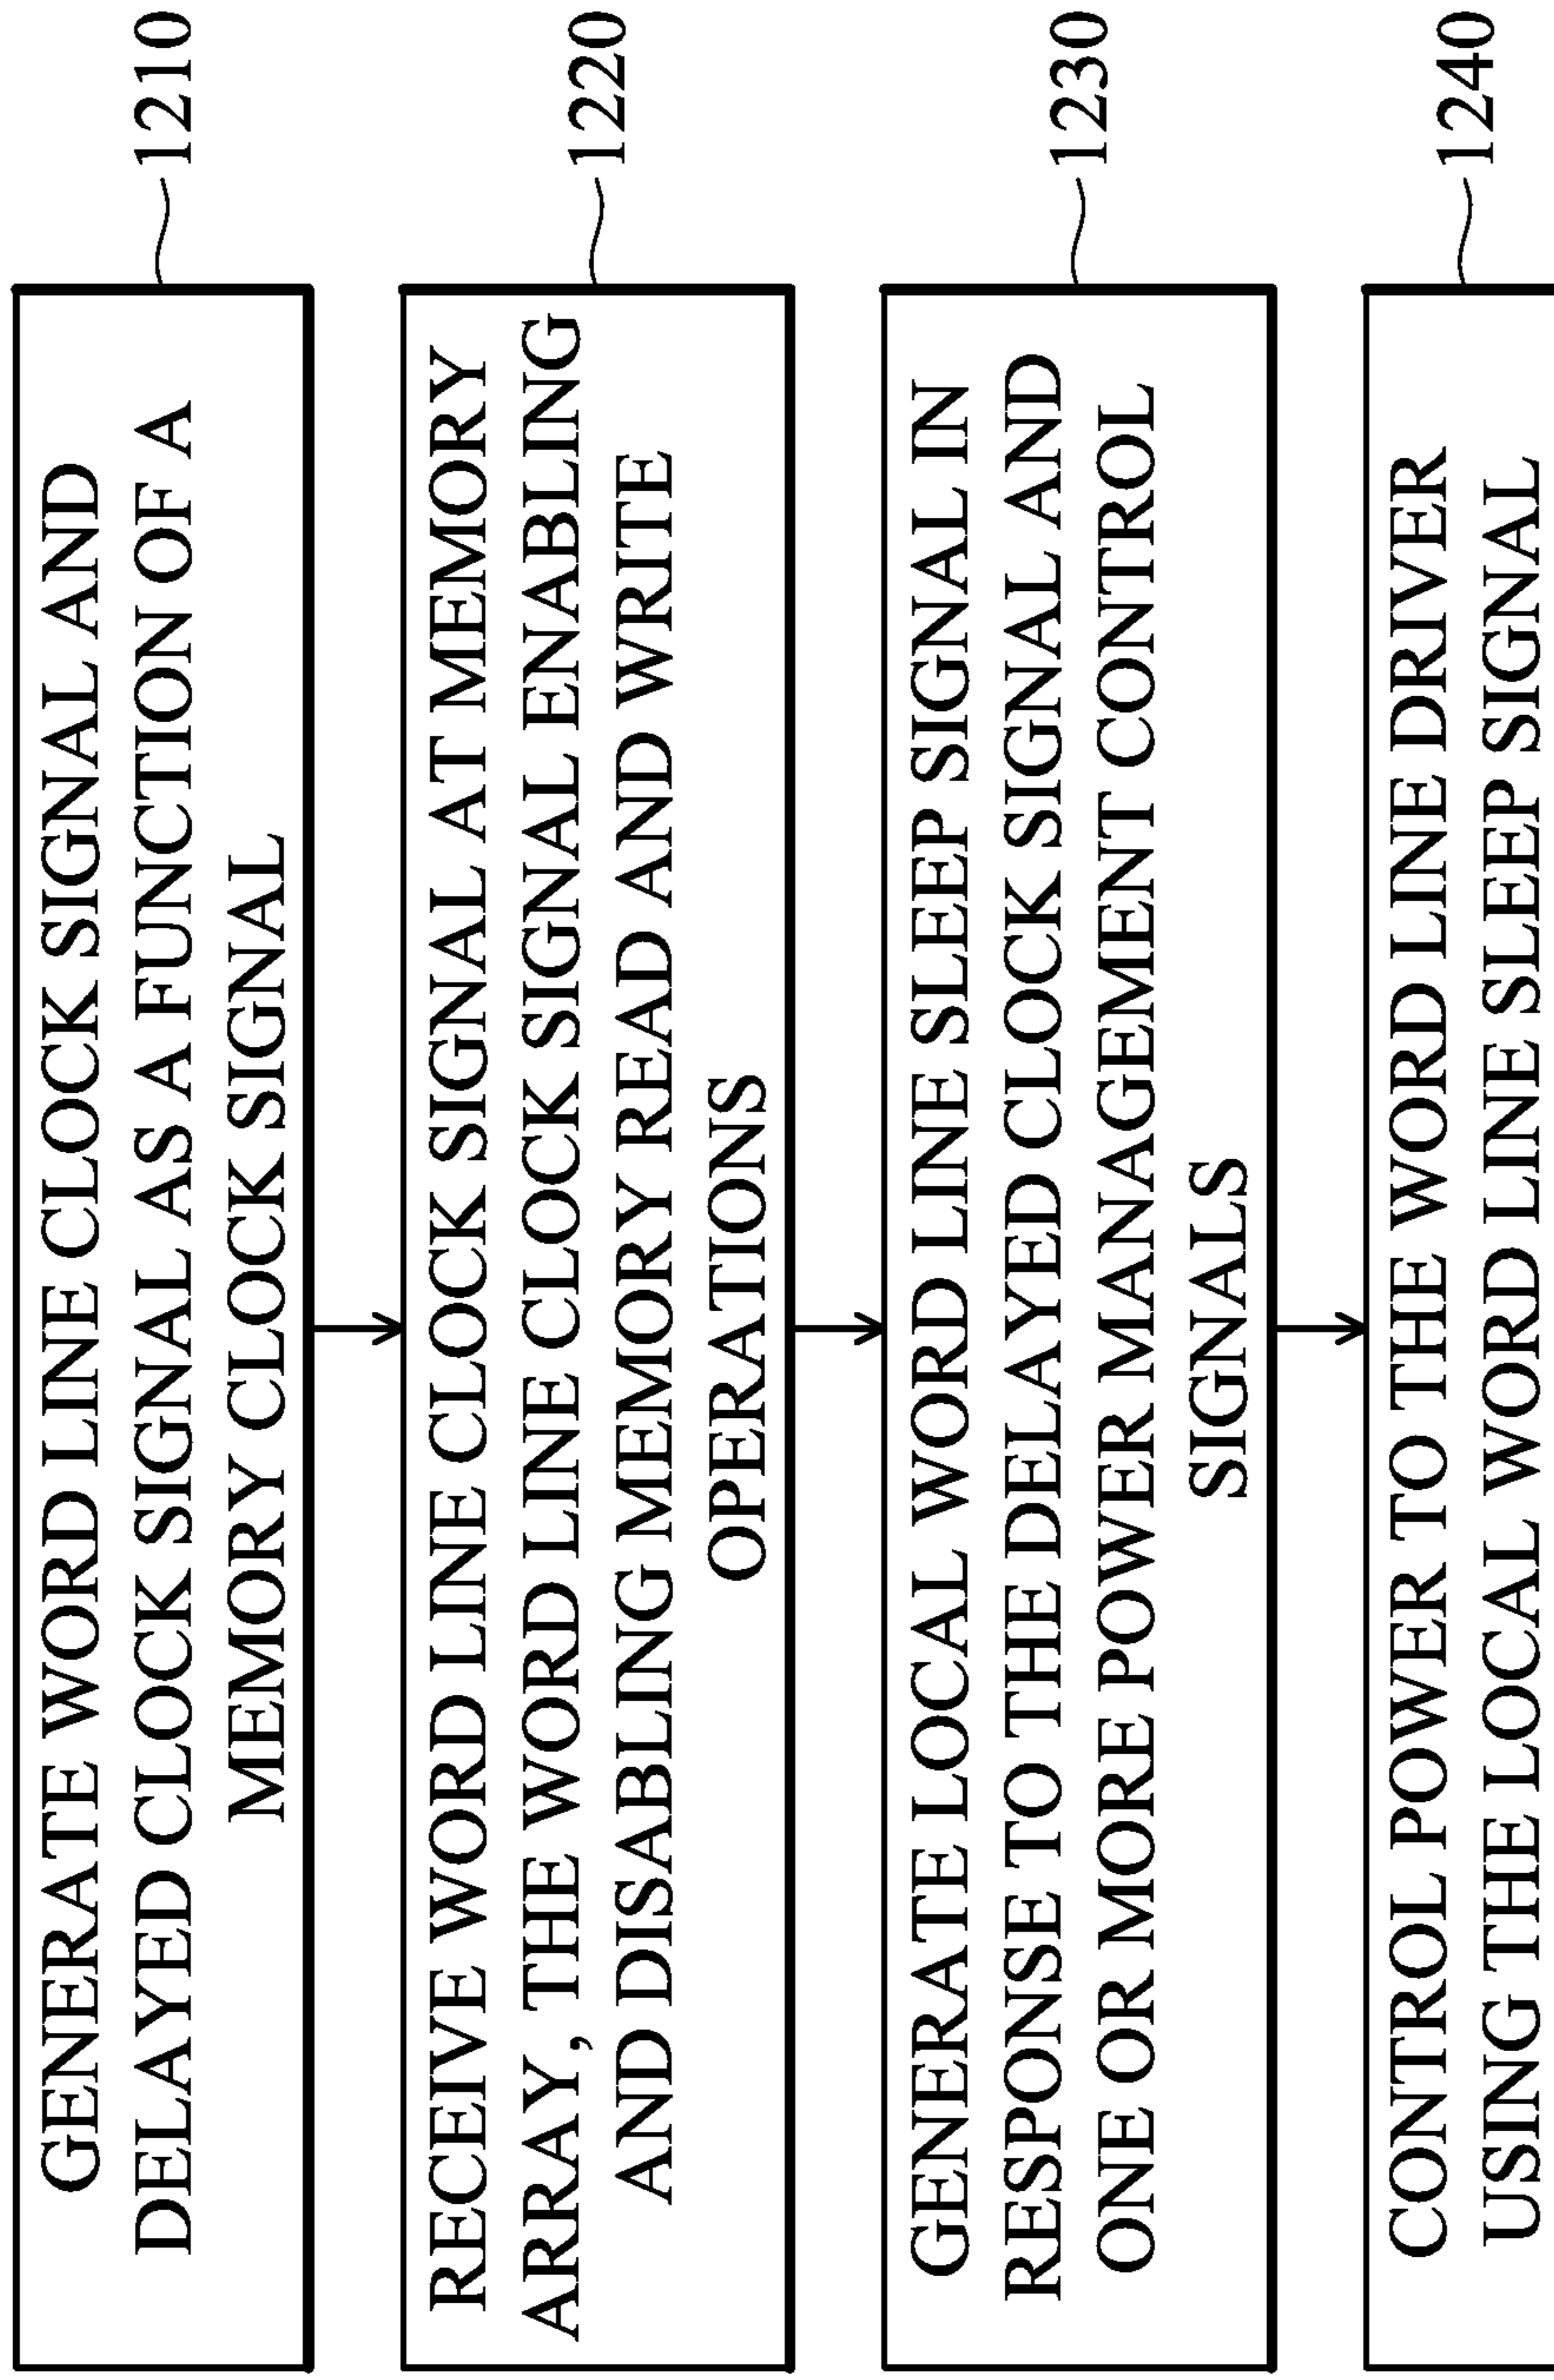 GENERATE WORD LINE CLOCK SIGNAL AND
DELAYED CLOCK SIGNAL AS A FUNCTION OF A
MEMORY CLOCK SIGNAL
1210
RECEIVE WORD LINE CLOCK SIGNAL AT MEMORY
ARRAY, THE WORD LINE CLOCK SIGNAL ENABLING
AND DISABLING MEMORY READ AND WRITE
OPERATIONS
1220
GENERATE LOCAL WORD LINE SLEEP SIGNAL IN
RESPONSE TO THE DELAYED CLOCK SIGNAL AND
ONE OR MORE POWER MANAGEMENT CONTROL
SIGNALS
1230
CONTROL POWER TO THE WORD LINE DRIVER
USING THE LOCAL WORD LINE SLEEP SIGNAL
1240